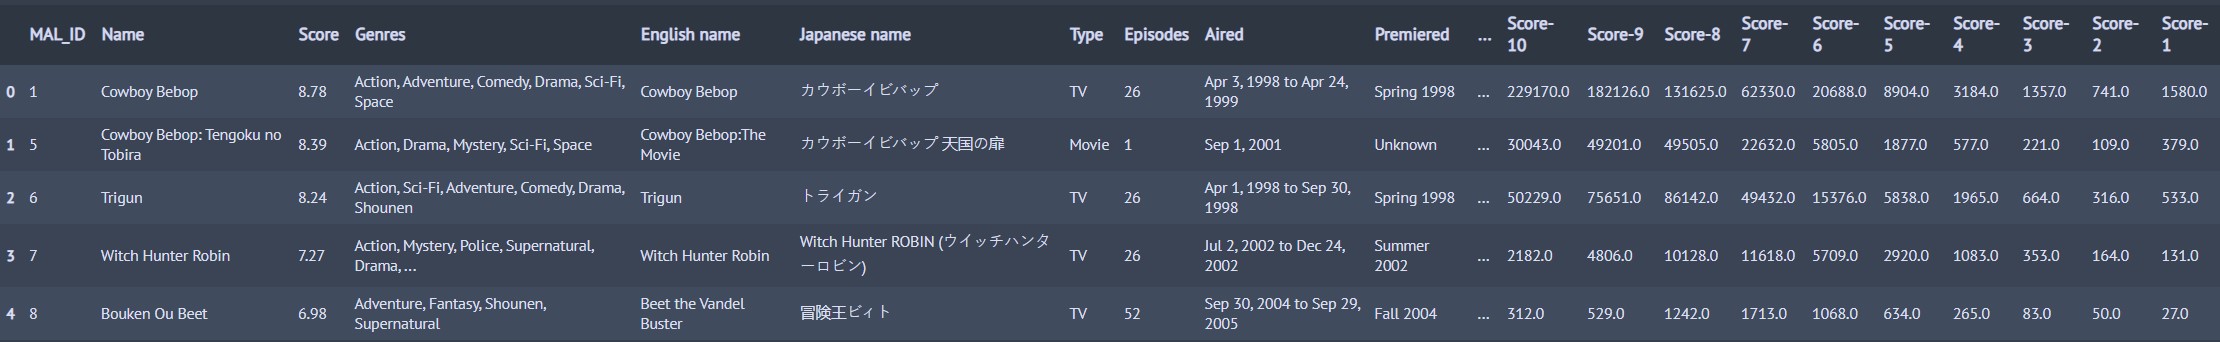 MAL_ID Name Score Genres English name Japanese name Type Episodes Aired Premiered ... Score-10 Score-9 Score-8 Score-7 Score-6 Score-5 Score-4 Score-3 Score-2 Score-1
0 1 Cowboy Bebop 8.78 Action, Adventure, Comedy, Drama, Sci-Fi, Space Cowboy Bebop カウボーイビバップ TV 26 Apr 3, 1998 to Apr 24, 1999 Spring 1998 ... 229170.0 182126.0 131625.0 62330.0 20688.0 8904.0 3184.0 1357.0 741.0 1580.0
1 5 Cowboy Bebop: Tengoku no Tobira 8.39 Action, Drama, Mystery, Sci-Fi, Space Cowboy Bebop:The Movie カウボーイビバップ 天国の扉 Movie 1 Sep 1, 2001 Unknown ... 30043.0 49201.0 49505.0 22632.0 5805.0 1877.0 577.0 221.0 109.0 379.0
2 6 Trigun 8.24 Action, Sci-Fi, Adventure, Comedy, Drama, Shounen Trigun トライガン TV 26 Apr 1, 1998 to Sep 30, 1998 Spring 1998 ... 50229.0 75651.0 86142.0 49432.0 15376.0 5838.0 1965.0 664.0 316.0 533.0
3 7 Witch Hunter Robin 7.27 Action, Mystery, Police, Supernatural, Drama, ... Witch Hunter Robin Witch Hunter ROBIN (ウイッチハンターロビン) TV 26 Jul 2, 2002 to Dec 24, 2002 Summer 2002 ... 2182.0 4806.0 10128.0 11618.0 5709.0 2920.0 1083.0 353.0 164.0 131.0
4 8 Bouken Ou Beet 6.98 Adventure, Fantasy, Shounen, Supernatural Beet the Vandel Buster 冒険王ビィト TV 52 Sep 30, 2004 to Sep 29, 2005 Fall 2004 ... 312.0 529.0 1242.0 1713.0 1068.0 634.0 265.0 83.0 50.0 27.0